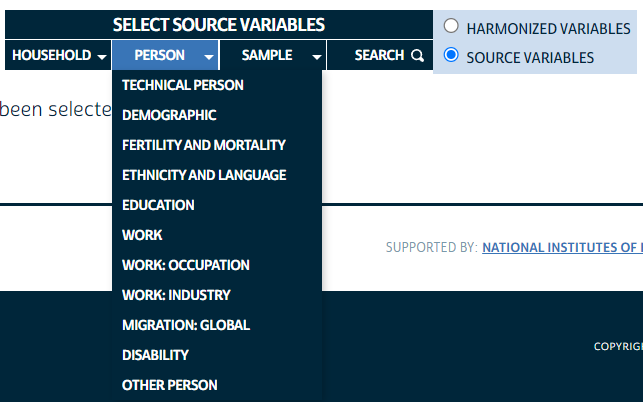 SELECT SOURCE VARIABLES
HARMONIZED VARIABLES
SOURCE VARIABLES
HOUSEHOLD PERSON SAMPLE SEARCH
TECHNICAL PERSON
been selecte
DEMOGRAPHIC
FERTILITY AND MORTALITY
ETHNICITY AND LANGUAGE
EDUCATION
WORK
SUPPORTED BY: NATIONAL INSTITUTES OF
WORK: OCCUPATION
WORK: INDUSTRY
MIGRATION: GLOBAL
COPYRIG
DISABILITY
OTHER PERSON